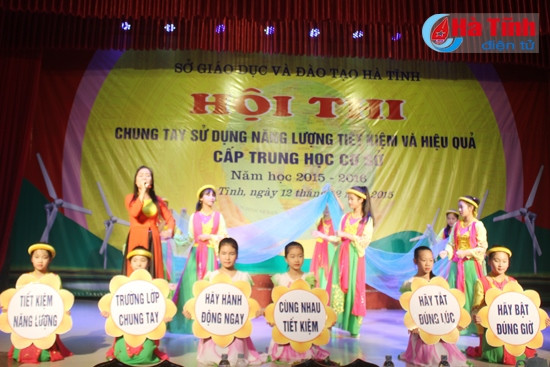 Hà Tĩnh
điện tử
SỞ GIÁO DỤC VÀ ĐÀO TẠO HÀ TĨNH
HỘI THI
CHUNG TAY SỬ DỤNG NĂNG LƯỢNG TIẾT KIỆM VÀ HIỆU QUẢ
CẤP TRUNG HỌC CƠ SỞ
Năm học 2015 - 2016
Tĩnh, ngày 12 2015
TIẾT KIỆM
NĂNG LƯỢNG
TRƯỜNG LỚP
CHUNG TAY
HÃY HÀNH
ĐỘNG NGAY
CÙNG NHAU
TIẾT KIỆM
HÃY TẮT
ĐÚNG LÚC
HÃY BẬT
ĐÚNG GIỜ